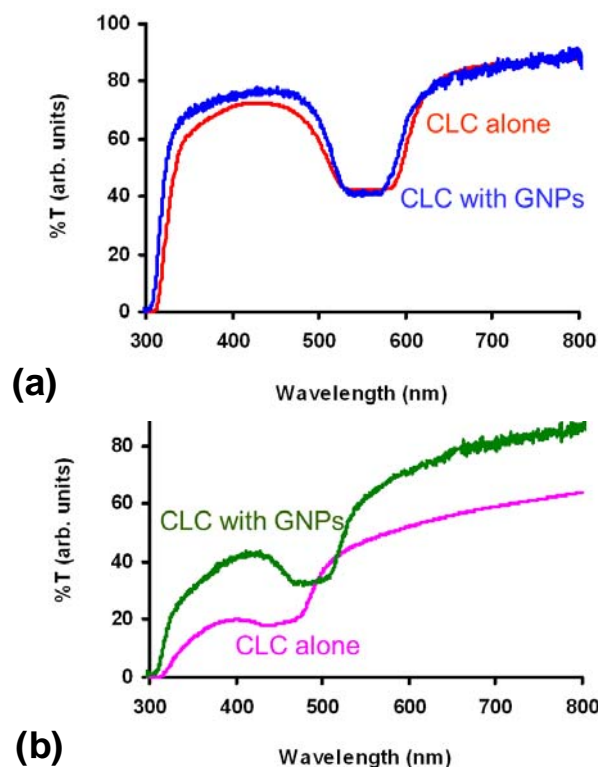 100
80
60
40
20
0
%T (arb. units)
CLC alone
CLC with GNPs
300 400 500 600 700 800
Wavelength (nm)
(a)
80
60
40
20
0
%T (arb. units)
CLC with GNPs
CLC alone
300 400 500 600 700 800
Wavelength (nm)
(b)